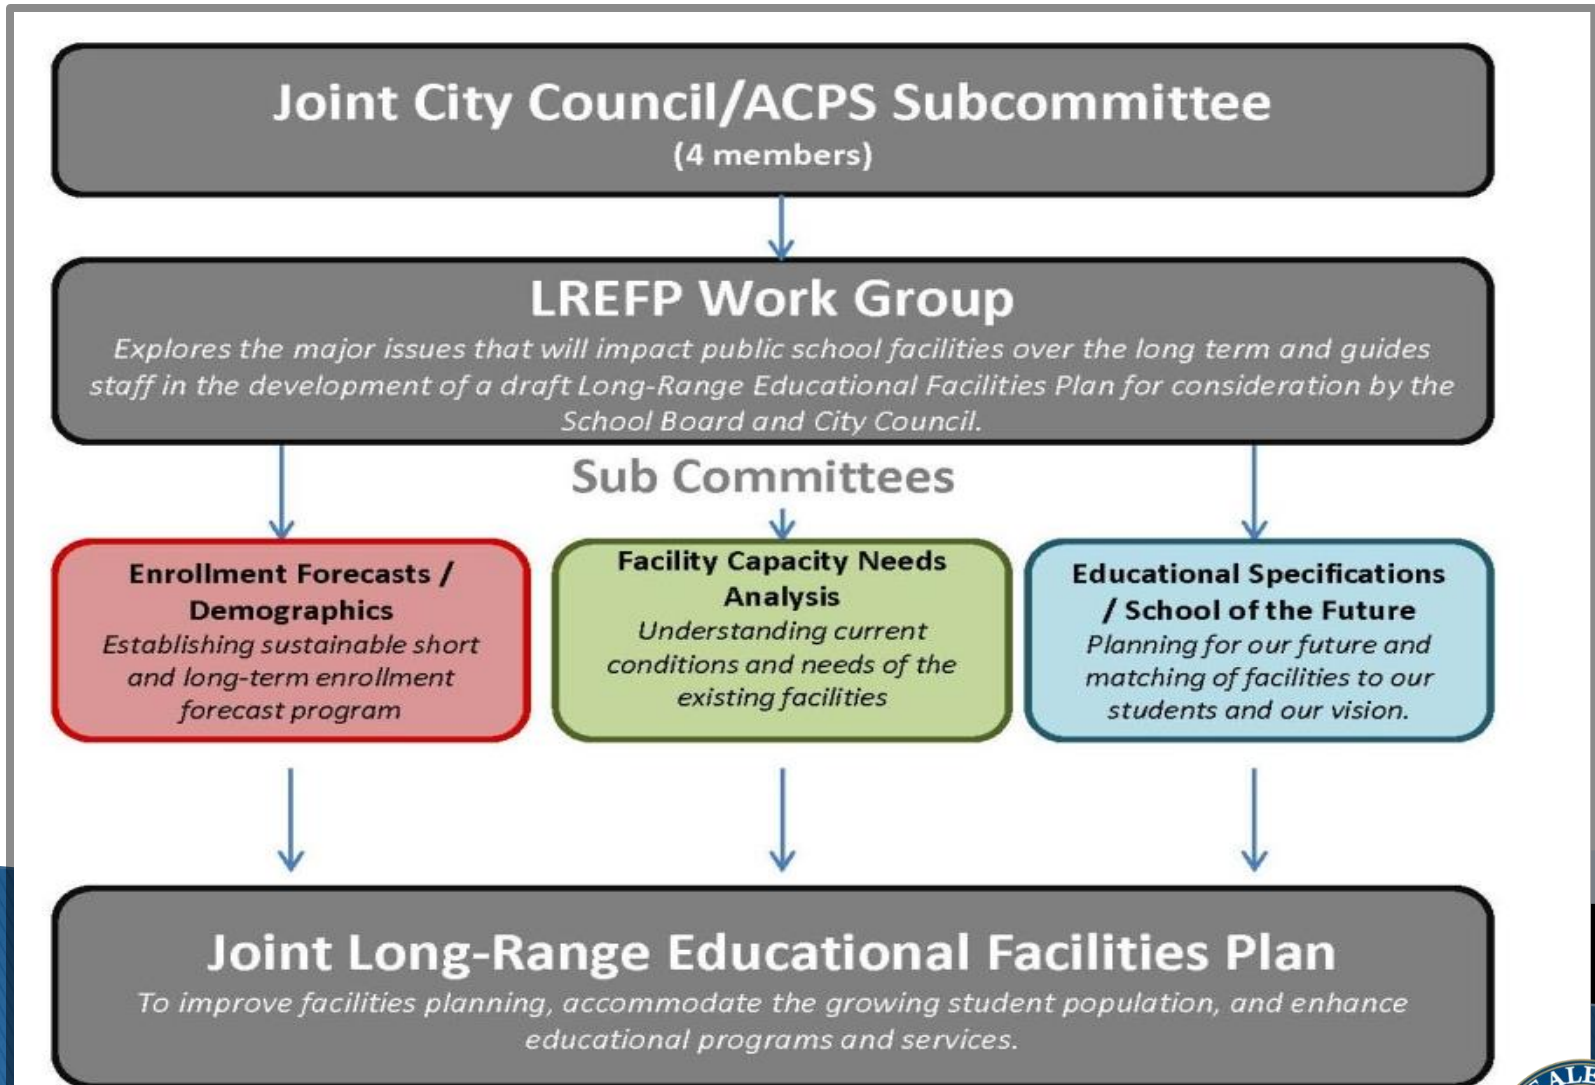 Joint City Council/ACPS Subcommittee
(4 members)
LREFP Work Group
Explores the major issues that will impact public school facilities over the long term and guides
staff in the development of a draft Long-Range Educational Facilities Plan for consideration by the
School Board and City Council.
Sub Committees
Enrollment Forecasts /
Demographics
Establishing sustainable short
and long-term enrollment
forecast program
Facility Capacity Needs
Analysis
Understanding current
conditions and needs of the
existing facilities
Educational Specifications
/ School of the Future
Planning for our future and
matching of facilities to our
students and our vision.
Joint Long-Range Educational Facilities Plan
To improve facilities planning, accommodate the growing student population, and enhance
educational programs and services.